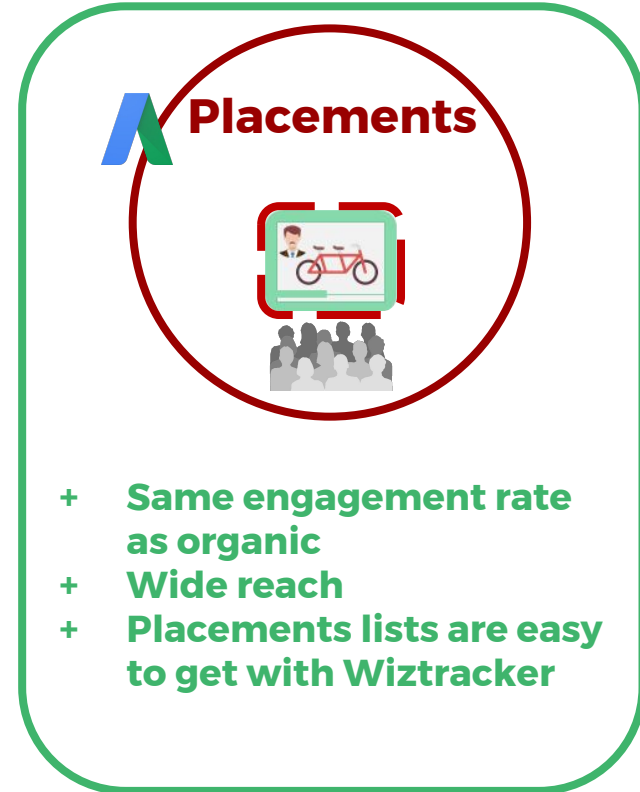 Placements
+ Same engagement rate
as organic
+ Wide reach
+ Placements lists are easy
to get with Wiztracker